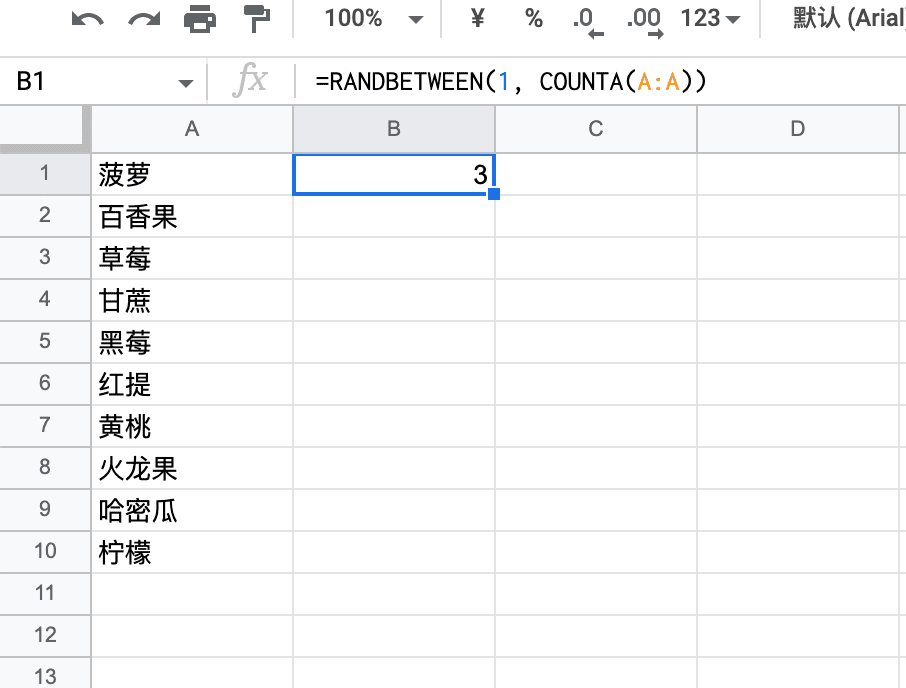 100% ¥ % .0 .00 123 默认 (Arial)
B1 fx =RANDBETWEEN(1, COUNTA(A:A))
A B C D
1 菠萝 3
2 百香果
3 草莓
4 甘蔗
5 黑莓
6 红提
7 黄桃
8 火龙果
9 哈密瓜
10 柠檬
11
12
13